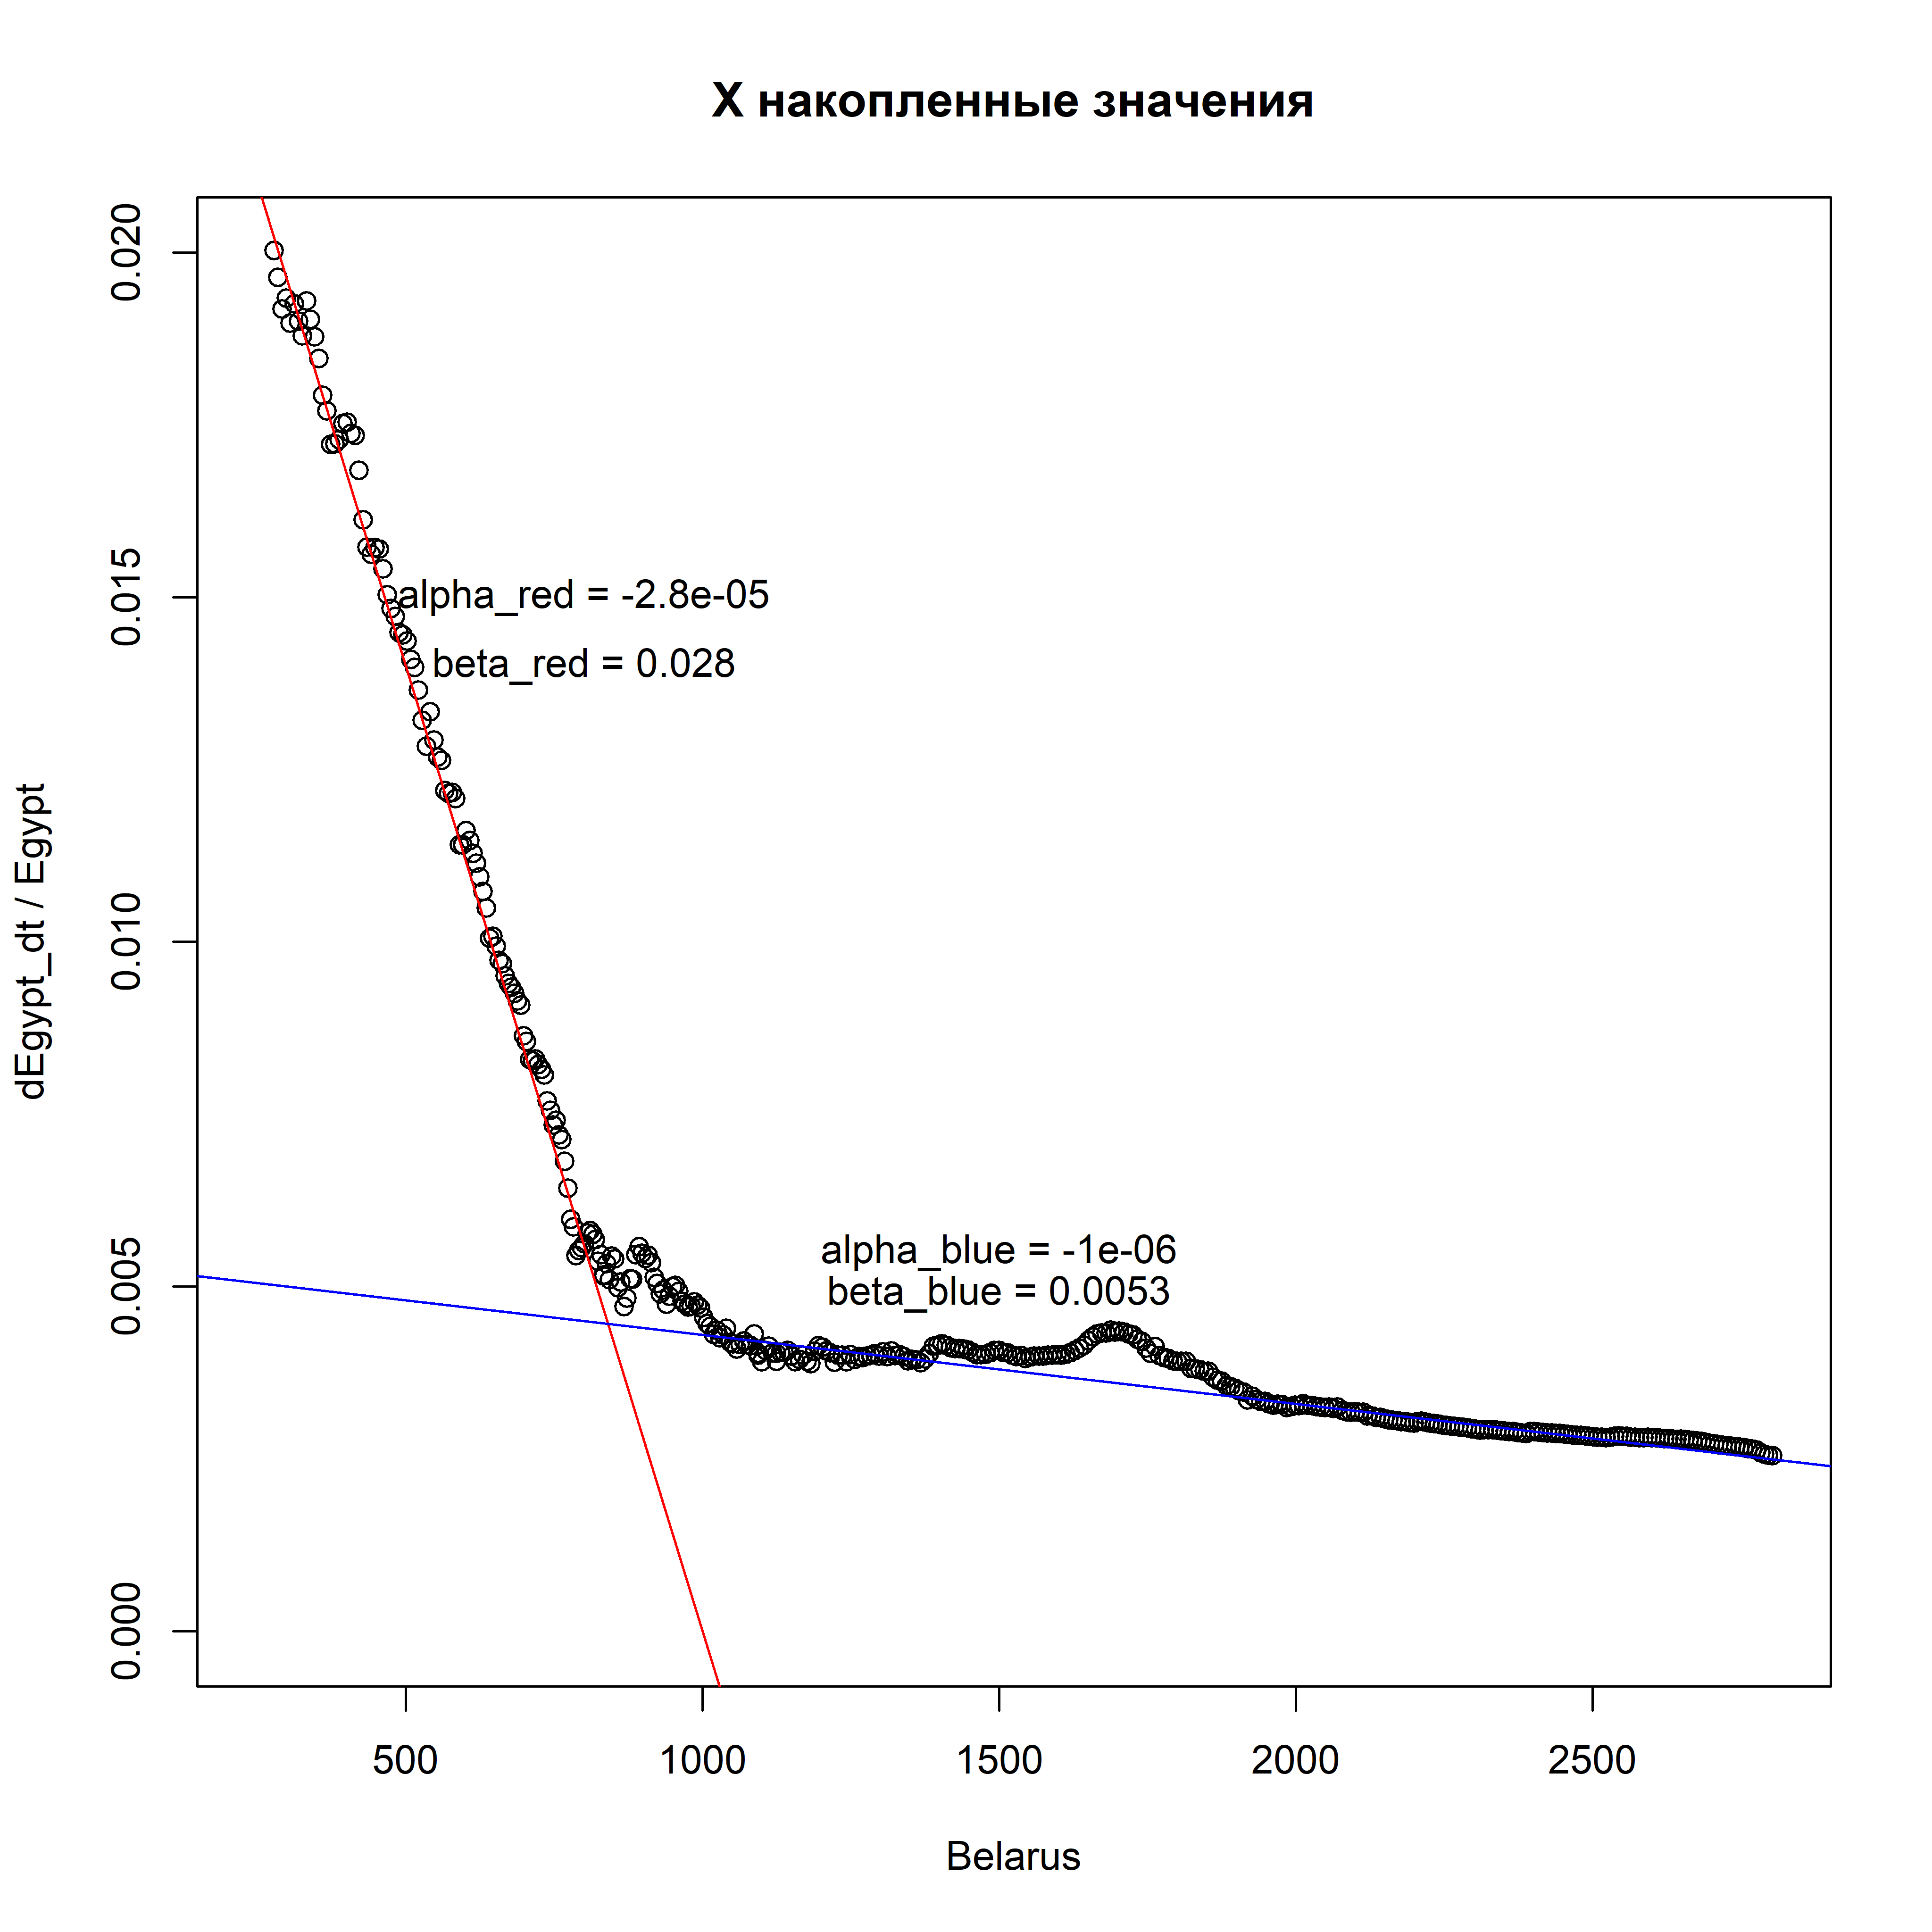 X накопленные значения
0.020
0.015
0.010
0.005
0.000
dEgypt_dt / Egypt
alpha_red = -2.8e-05
beta_red = 0.028
alpha_blue = -1e-06
beta_blue = 0.0053
500 1000 1500 2000 2500
Belarus